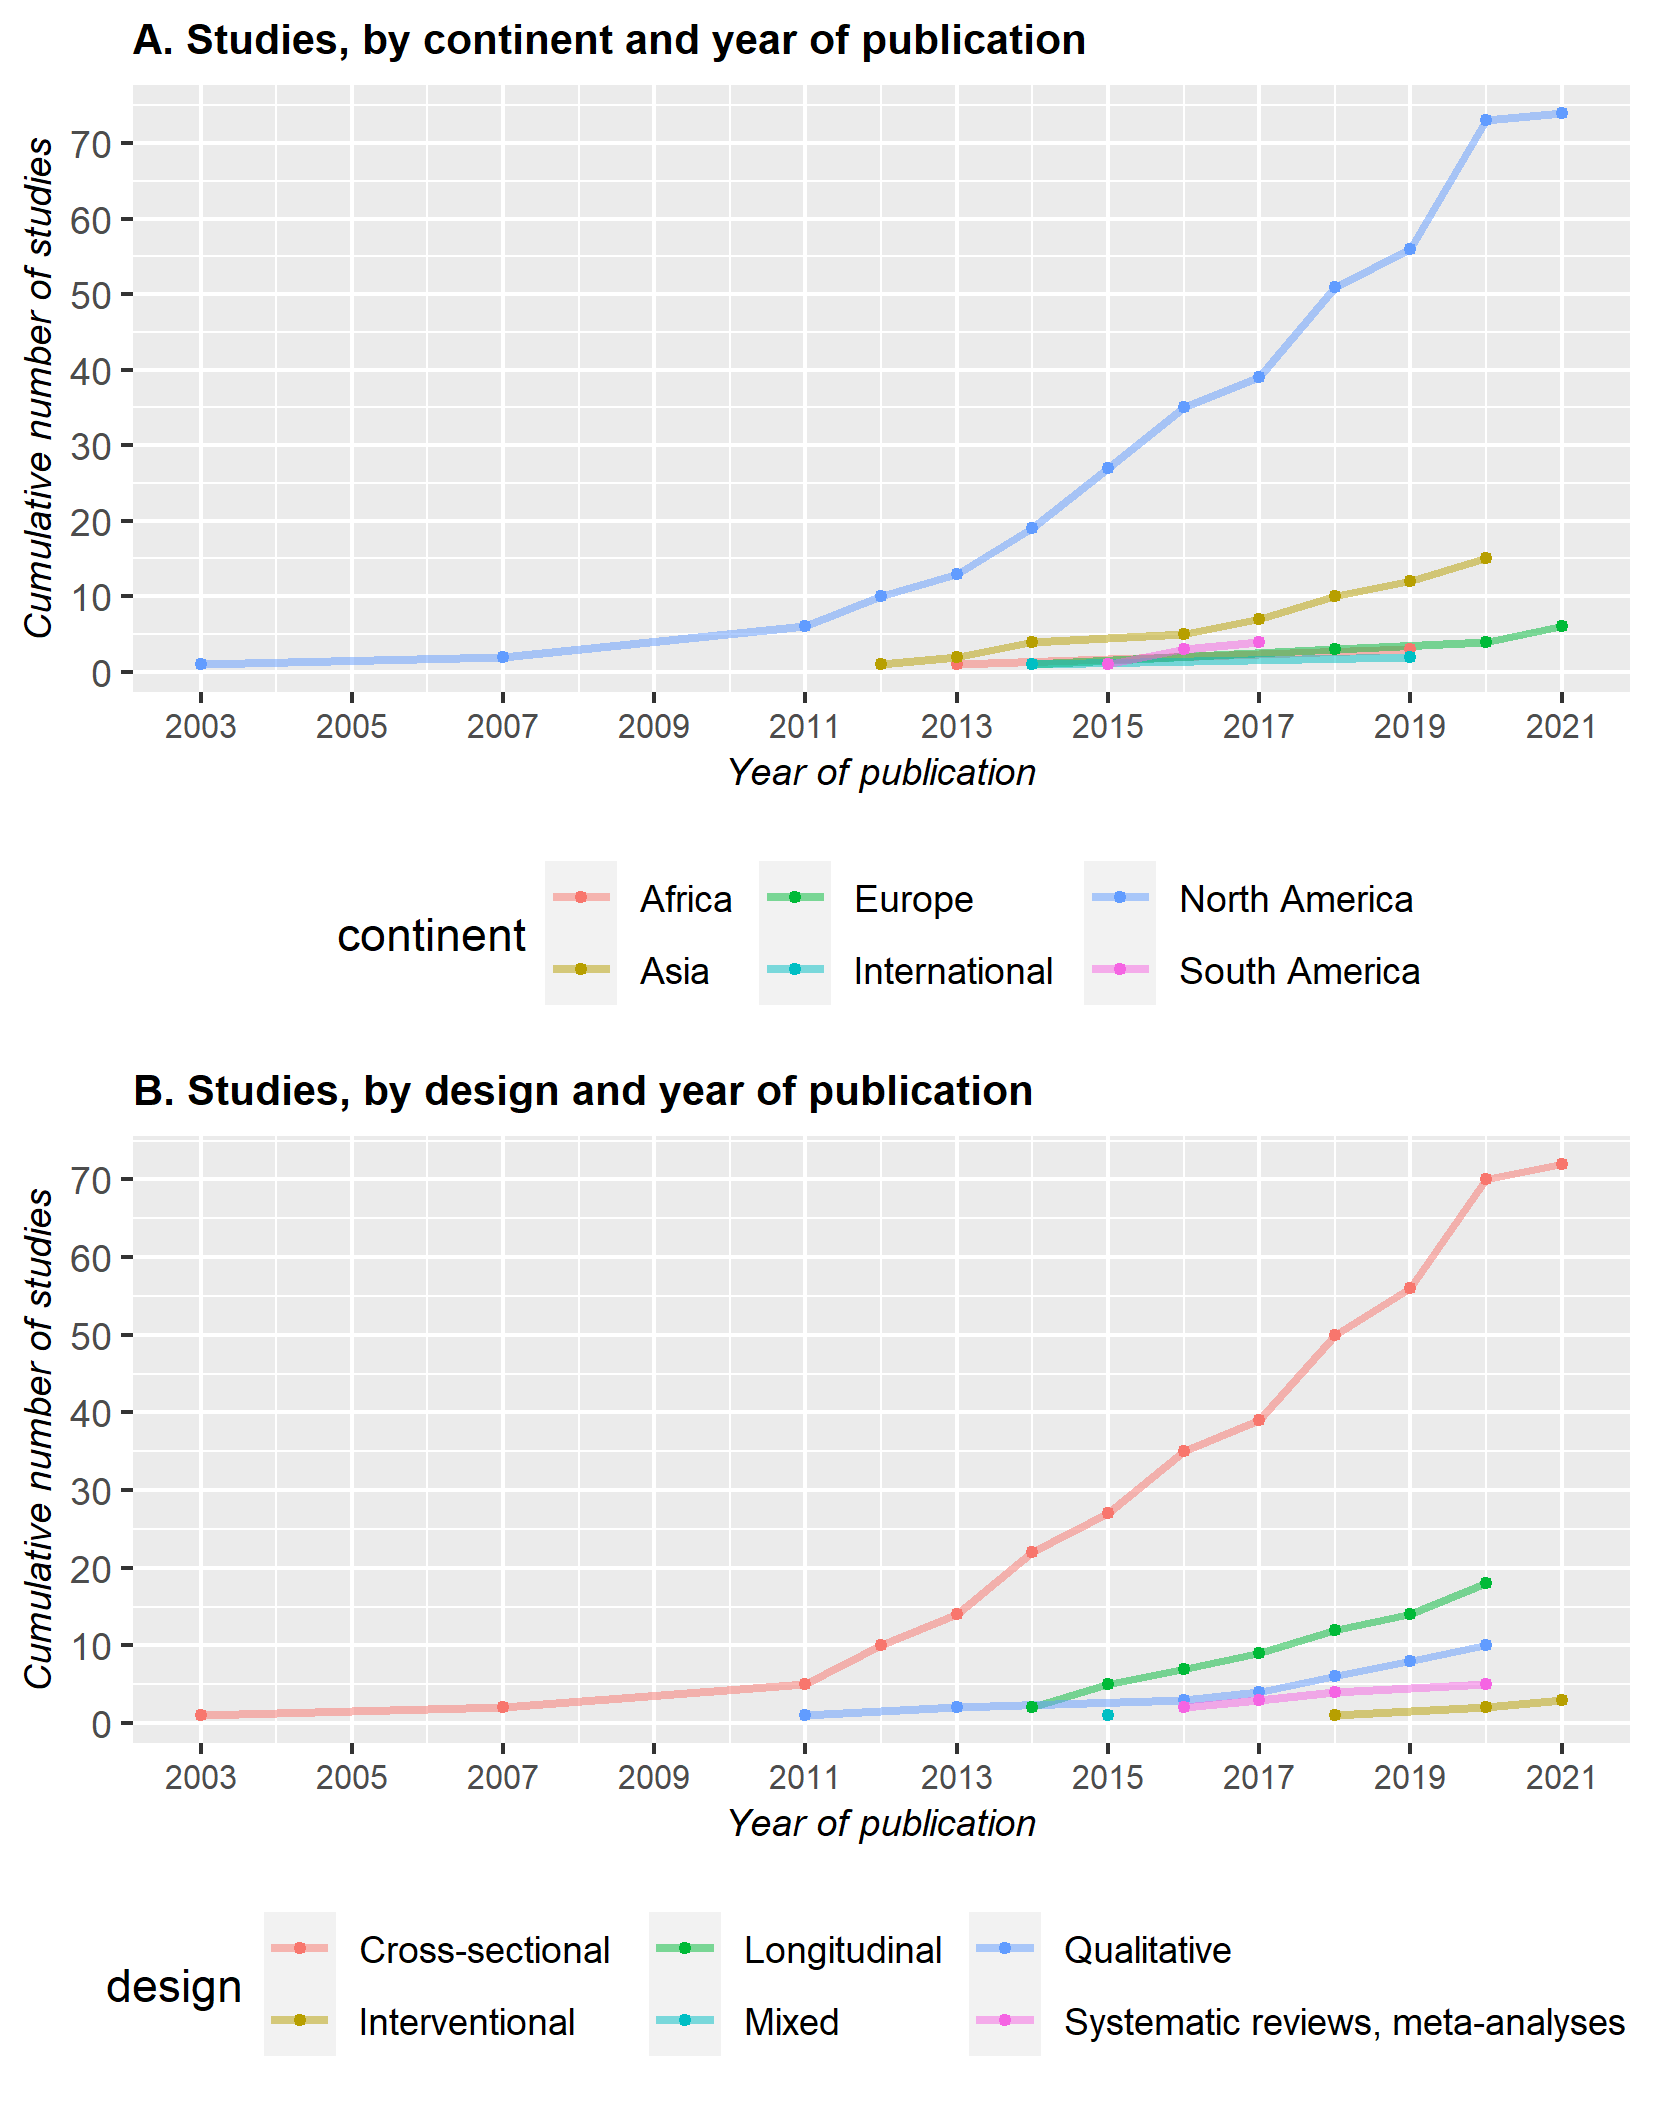 A. Studies, by continent and year of publication
Cumulative number of studies
70
60
50
40
30
20
10
0
2003 2005 2007 2009 2011 2013 2015 2017 2019 2021
Year of publication
continent
Africa Europe North America
Asia International South America
B. Studies, by design and year of publication
Cumulative number of studies
70
60
50
40
30
20
10
0
2003 2005 2007 2009 2011 2013 2015 2017 2019 2021
Year of publication
design
Cross-sectional Longitudinal Qualitative
Interventional Mixed Systematic reviews, meta-analyses